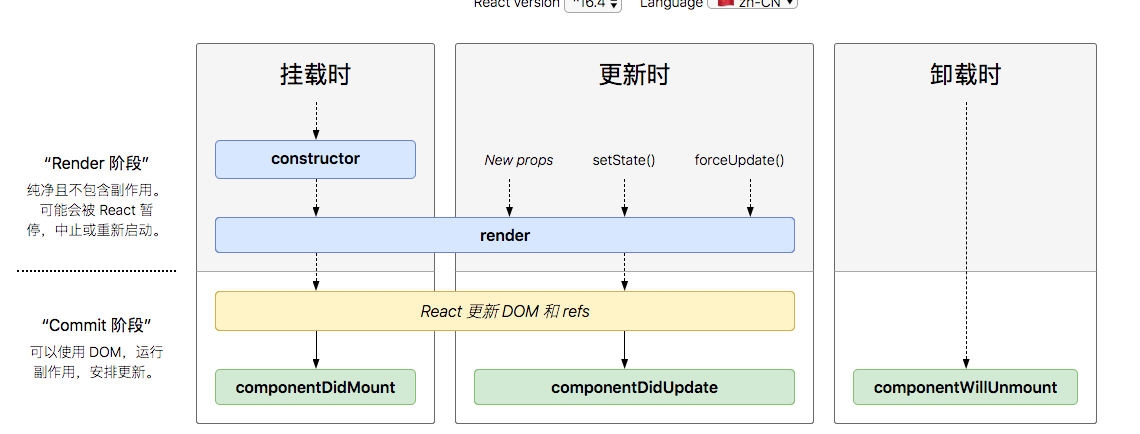 React version ^16.4 Language zh-CN
挂载时
更新时
卸载时
“Render 阶段”
纯净且不包含副作用。
可能会被 React 暂
停，中止或重新启动。
constructor
New props
setState()
forceUpdate()
render
“Commit 阶段”
可以使用 DOM，运行
副作用，安排更新。
React 更新 DOM 和 refs
componentDidMount
componentDidUpdate
componentWillUnmount